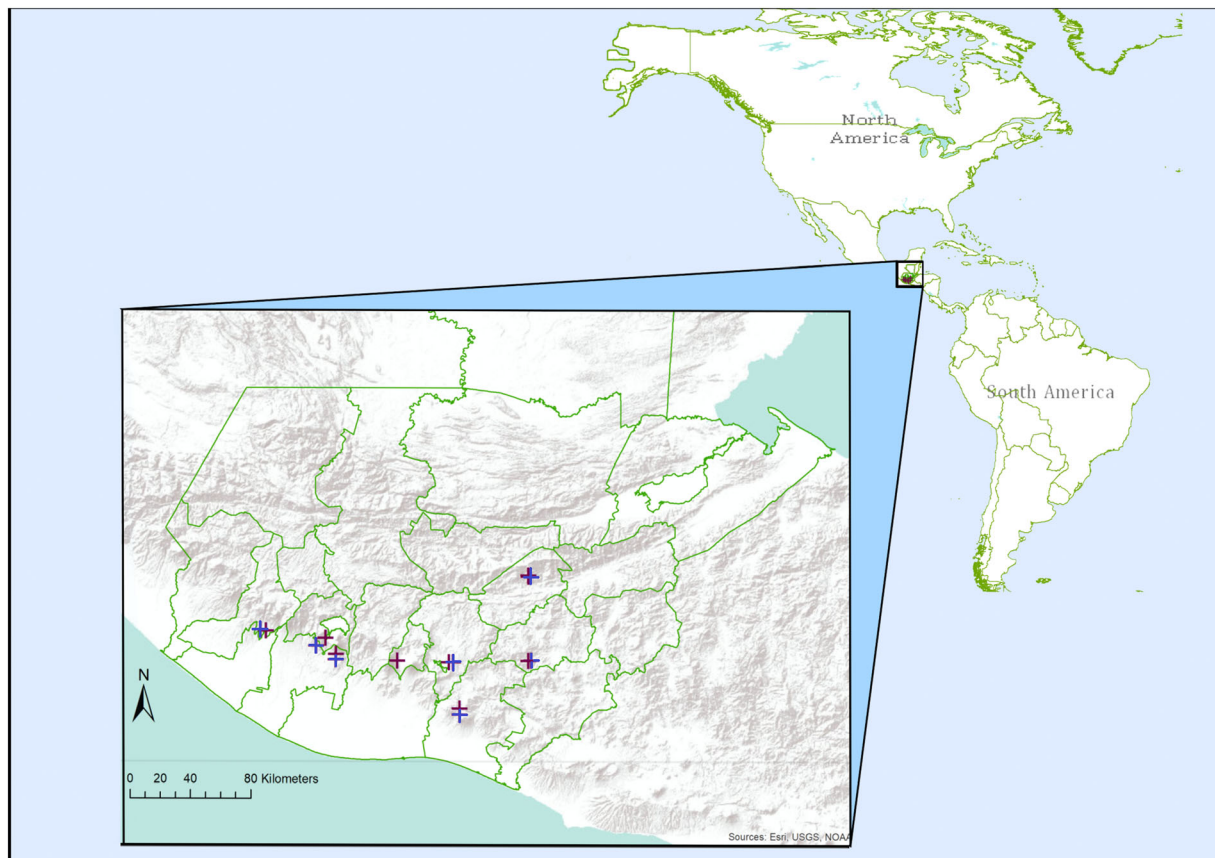 North
America
South America
N
0 20 40 80 Kilometers
Sources: Esri, USGS, NOAA